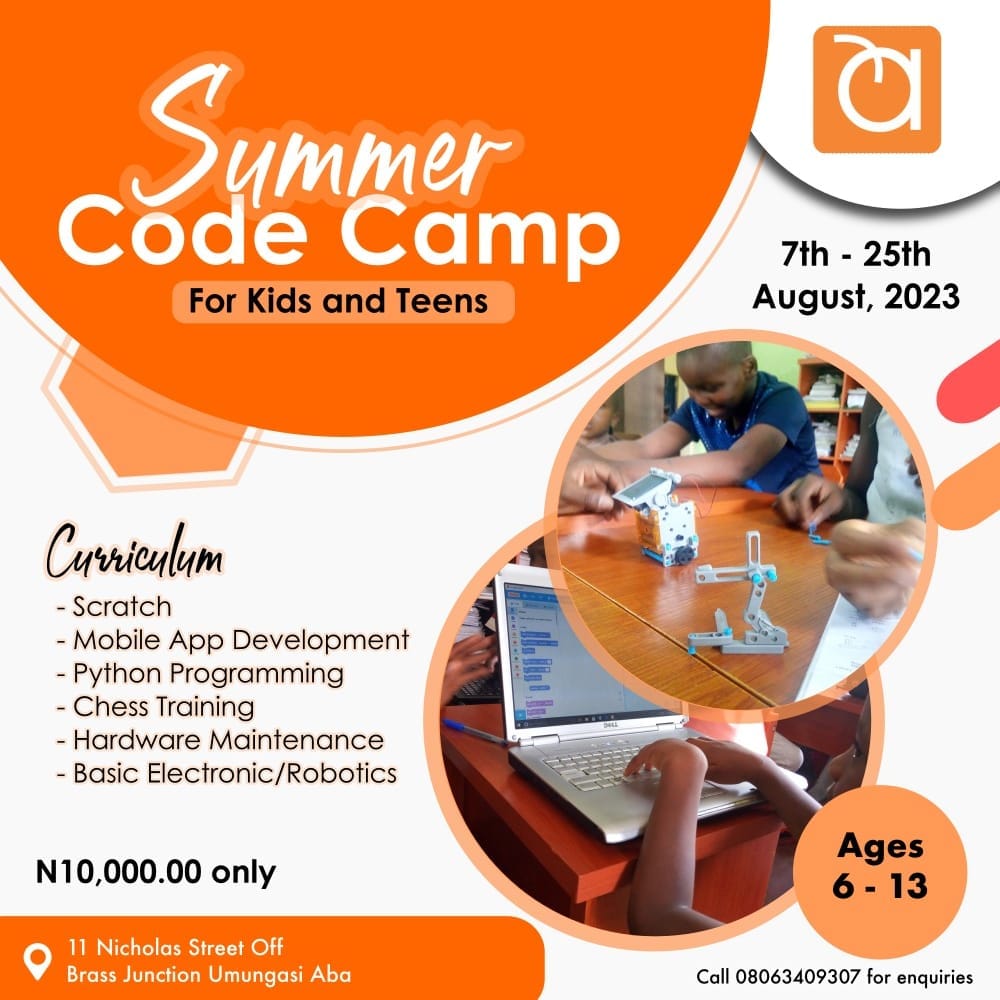 Summer
Code Camp
For Kids and Teens
a
7th - 25th
August, 2023
Curriculum
- Scratch
- Mobile App Development
- Python Programming
- Chess Training
- Hardware Maintenance
- Basic Electronic/Robotics
DELL
N10,000.00 only
Ages
6 - 13
11 Nicholas Street Off
Brass Junction Umungasi Aba
Call 08063409307 for enquiries